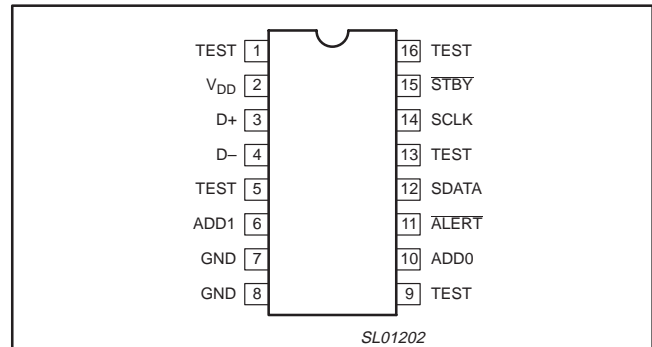 TEST 1 16 TEST
VDD 2 15 STBY
D+ 3 14 SCLK
D– 4 13 TEST
TEST 5 12 SDATA
ADD1 6 11 ALERT
GND 7 10 ADD0
GND 8 9 TEST
SL01202